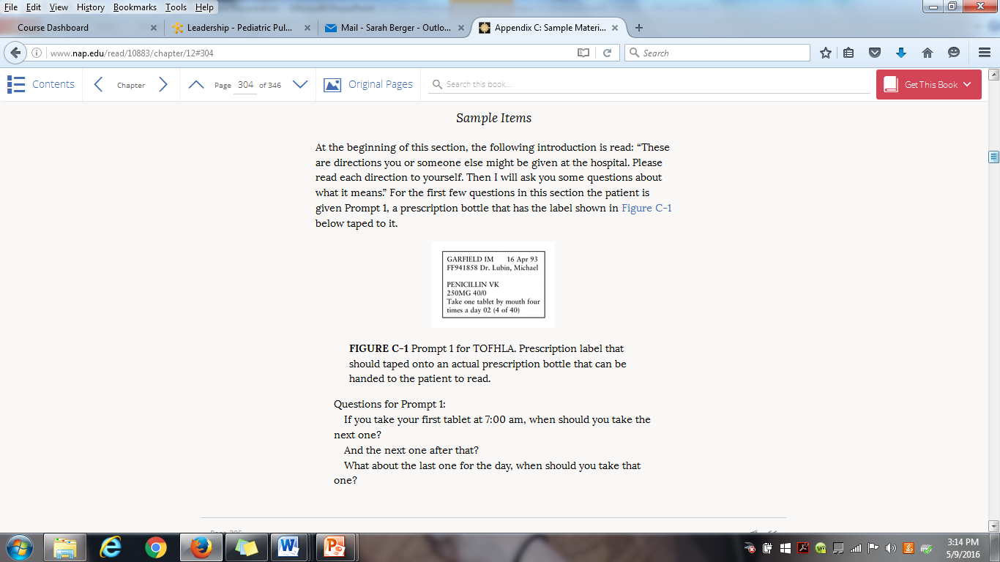 File Edit View History Bookmarks Tools Help
Course Dashboard
Leadership - Pediatric Pul...
Mail - Sarah Berger - Outlo...
Appendix C: Sample Materi...
www.nap.edu/read/10883/chapter/12#304
Search
Contents
Chapter
Page 304 of 346
Original Pages
Search this book...
Get This Book
Sample Items
At the beginning of this section, the following introduction is read: “These
are directions you or someone else might be given at the hospital. Please
read each direction to yourself. Then I will ask you some questions about
what it means.” For the first few questions in this section the patient is
given Prompt 1, a prescription bottle that has the label shown in Figure C-1
below taped to it.
GARFIELD IM 16 Apr 93
FF941858 Dr. Lubin, Michael
PENICILLIN VK
250MG 40/0
Take one tablet by mouth four
times a day 02 (4 of 40)
FIGURE C-1 Prompt 1 for TOFHLA. Prescription label that
should taped onto an actual prescription bottle that can be
handed to the patient to read.
Questions for Prompt 1:
If you take your first tablet at 7:00 am, when should you take the
next one?
And the next one after that?
What about the last one for the day, when should you take that
one?
3:14 PM
5/9/2016